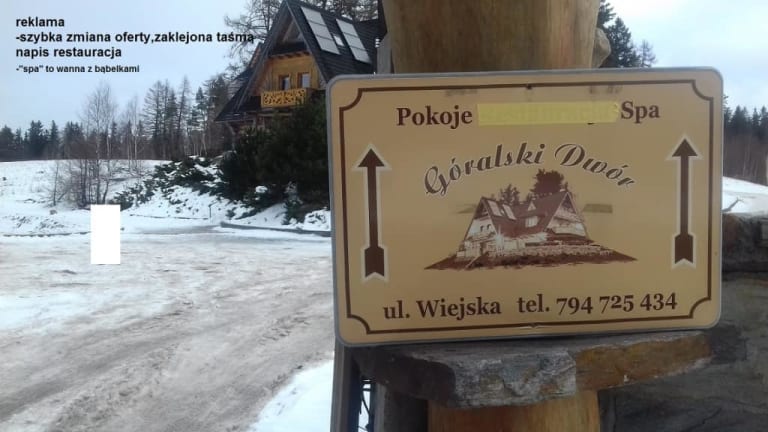 reklama
-szybka zmiana oferty,zaklejona taśmą
napis restauracja
-"spa" to wanna z bąbelkami
Pokoje Spa
Góralski Dwór
ul. Wiejska tel. 794 725 434